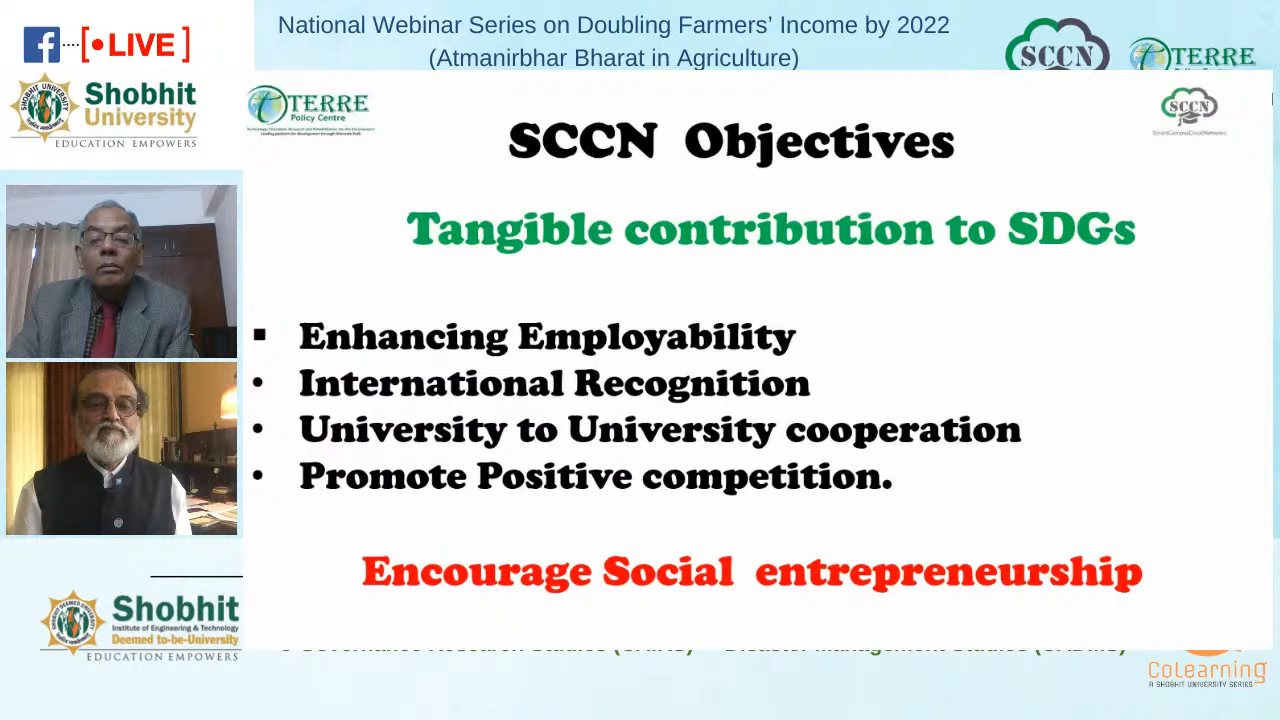 National Webinar Series on Doubling Farmers’ Income by 2022
(Atmanirbhar Bharat in Agriculture)
LIVE
SCCN
TERRE
Shobhit
University
EDUCATION EMPOWERS
SHOBHIT UNIVERSITY
TERRE
Policy Centre
SCCN
SmartCampusCloudNetwork
SCCN Objectives
Tangible contribution to SDGs
▪ Enhancing Employability
• International Recognition
• University to University cooperation
• Promote Positive competition.
Encourage Social entrepreneurship
Shobhit
Institute of Engineering & Technology
Deemed to-be-University
EDUCATION EMPOWERS
CoLearning
A SHOBHIT UNIVERSITY SERIES